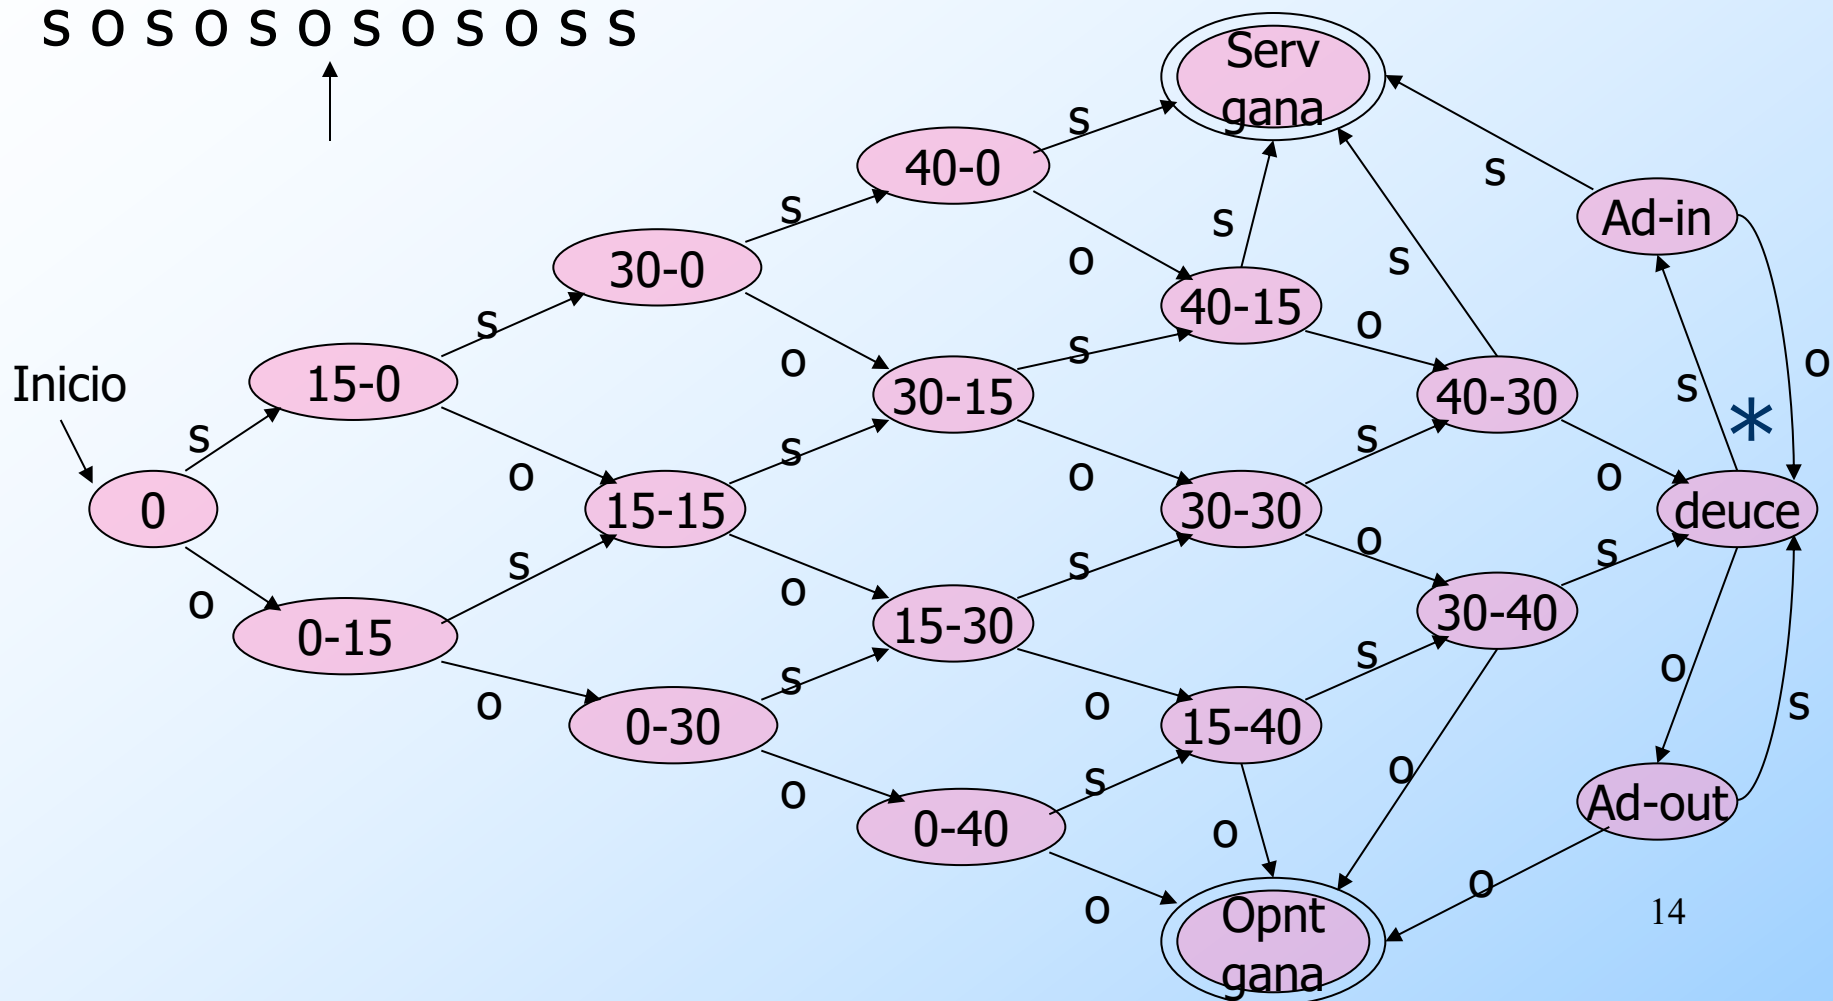 s o s o s o s o s o s s
Serv
gana
s
40-0
s
Ad-in
s
s
30-0
s
o
s
40-15
s
o
o
s
o
s
15-0
30-15
40-30
s
*
Inicio
s
o
s
o
s
o
0
15-15
30-30
deuce
o
s
o
s
o
s
0-15
15-30
30-40
o
s
o
s
o
s
0-30
15-40
o
s
o
Ad-out
0-40
o
o
o
Opnt
gana
14